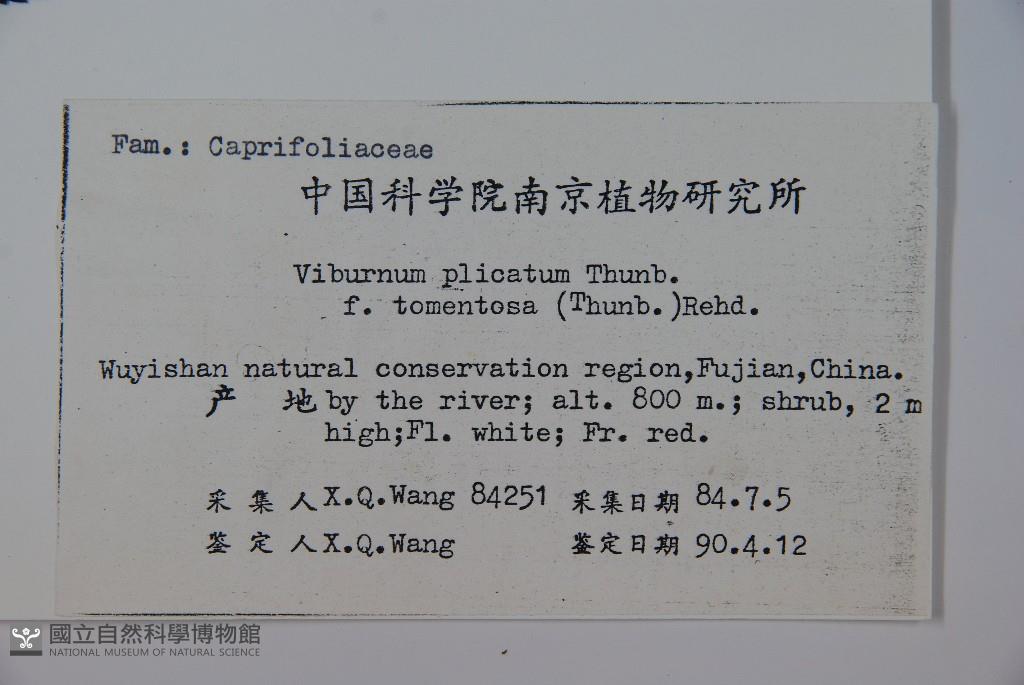 Fam.: Caprifoliaceae
中国科学院南京植物研究所
Viburnum plicatum Thunb.
f. tomentosa (Thunb.)Rehd.
Wuyishan natural conservation region,Fujian,China.
产 地 by the river; alt. 800 m.; shrub, 2 m
high;Fl. white; Fr. red.
采 集 人 X.Q.Wang 84251 采集日期 84.7.5
鉴 定 人 X.Q.Wang 鉴定日期 90.4.12
國立自然科學博物館
NATIONAL MUSEUM OF NATURAL SCIENCE